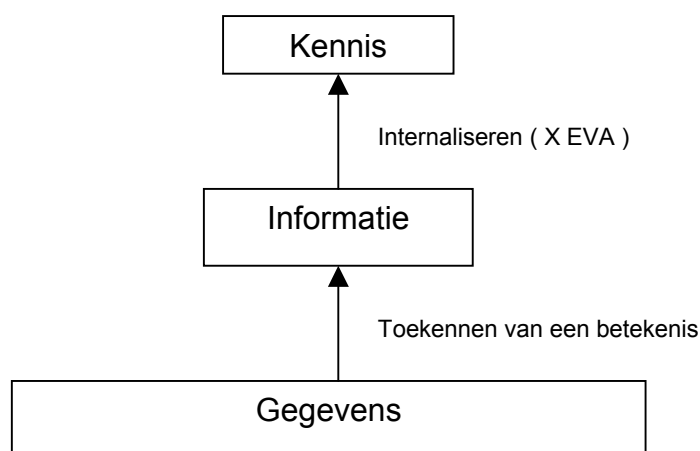 Kennis
Internaliseren ( X EVA )
Informatie
Toekennen van een betekenis
Gegevens